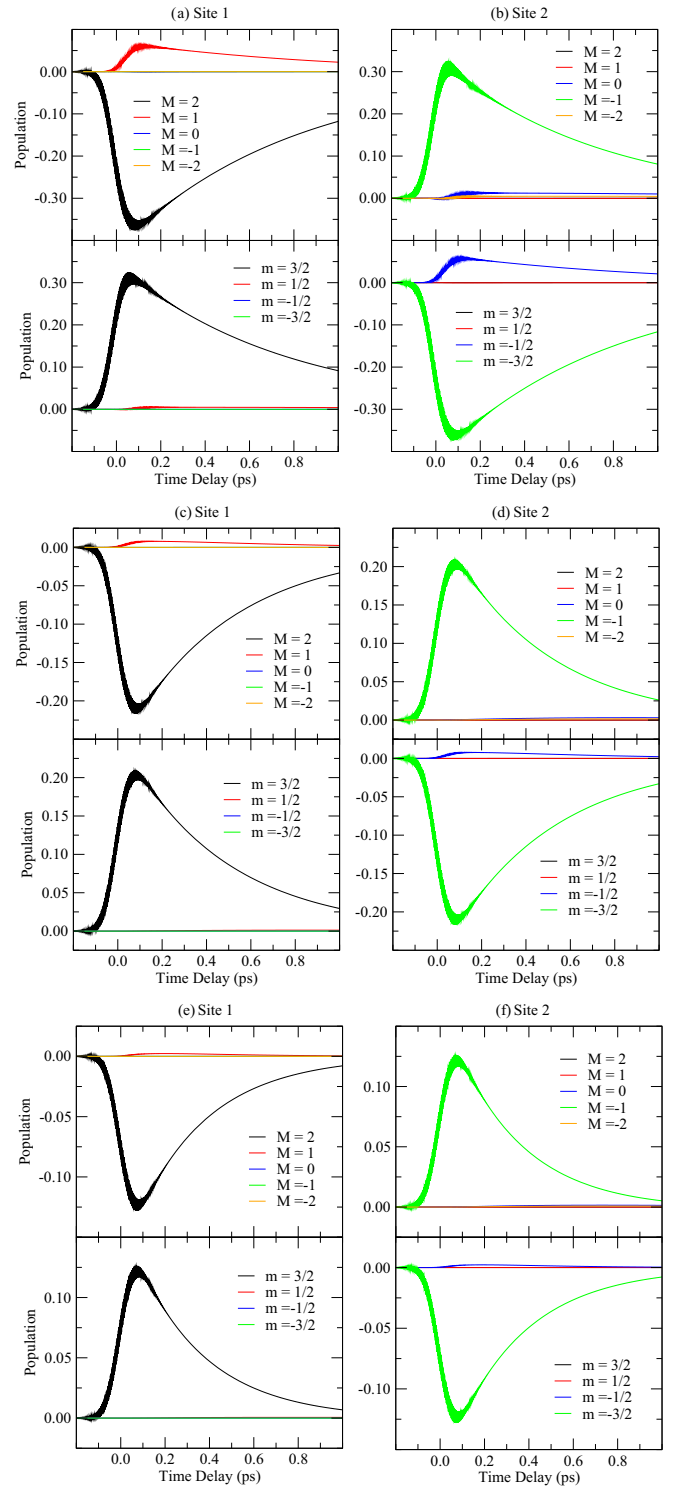 (a) Site 1
0.00
-0.10
-0.20
-0.30
Population
M = 2
M = 1
M = 0
M =-1
M =-2
0.30
0.20
0.10
0.00
Population
m = 3/2
m = 1/2
m =-1/2
m =-3/2
0.0 0.2 0.4 0.6 0.8
Time Delay (ps)
(b) Site 2
0.30
0.20
0.10
0.00
M = 2
M = 1
M = 0
M =-1
M =-2
0.00
-0.10
-0.20
-0.30
m = 3/2
m = 1/2
m =-1/2
m =-3/2
0.0 0.2 0.4 0.6 0.8
Time Delay (ps)
(c) Site 1
0.00
-0.05
-0.10
-0.15
-0.20
Population
M = 2
M = 1
M = 0
M =-1
M =-2
0.20
0.15
0.10
0.05
0.00
Population
m = 3/2
m = 1/2
m =-1/2
m =-3/2
0.0 0.2 0.4 0.6 0.8
Time Delay (ps)
(d) Site 2
0.20
0.15
0.10
0.05
0.00
M = 2
M = 1
M = 0
M =-1
M =-2
0.00
-0.05
-0.10
-0.15
-0.20
m = 3/2
m = 1/2
m =-1/2
m =-3/2
0.0 0.2 0.4 0.6 0.8
Time Delay (ps)
(e) Site 1
0.00
-0.05
-0.10
Population
M = 2
M = 1
M = 0
M =-1
M =-2
0.10
0.05
0.00
Population
m = 3/2
m = 1/2
m =-1/2
m =-3/2
0.0 0.2 0.4 0.6 0.8
Time Delay (ps)
(f) Site 2
0.10
0.05
0.00
M = 2
M = 1
M = 0
M =-1
M =-2
0.00
-0.05
-0.10
m = 3/2
m = 1/2
m =-1/2
m =-3/2
0.0 0.2 0.4 0.6 0.8
Time Delay (ps)